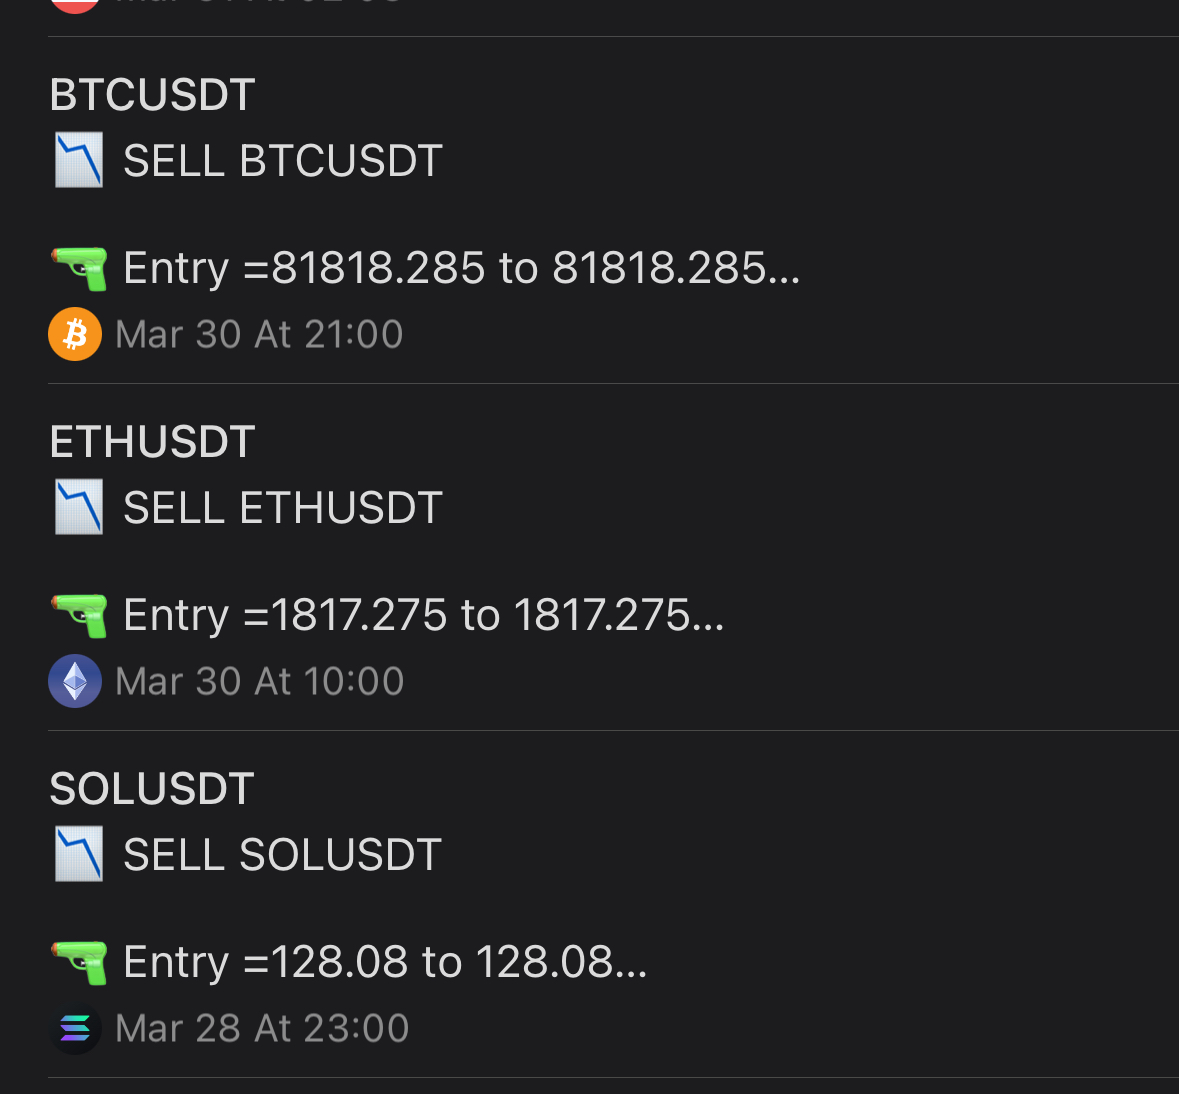 BTCUSDT
📉 SELL BTCUSDT
🔫 Entry =81818.285 to 81818.285...
Mar 30 At 21:00
ETHUSDT
📉 SELL ETHUSDT
🔫 Entry =1817.275 to 1817.275...
Mar 30 At 10:00
SOLUSDT
📉 SELL SOLUSDT
🔫 Entry =128.08 to 128.08...
Mar 28 At 23:00